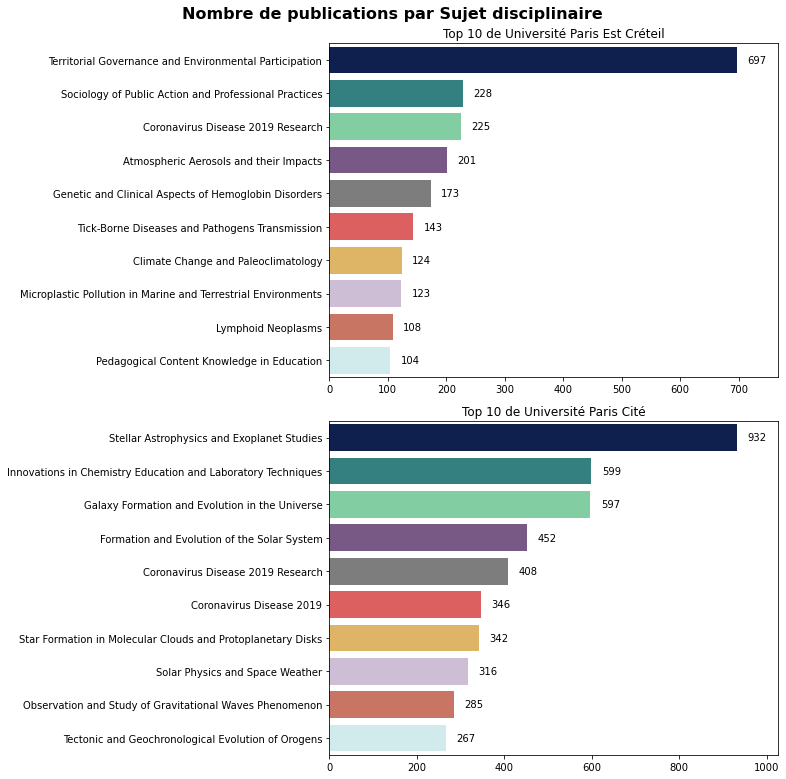 Nombre de publications par Sujet disciplinaire
Top 10 de Université Paris Est Créteil
Territorial Governance and Environmental Participation 697
Sociology of Public Action and Professional Practices 228
Coronavirus Disease 2019 Research 225
Atmospheric Aerosols and their Impacts 201
Genetic and Clinical Aspects of Hemoglobin Disorders 173
Tick-Borne Diseases and Pathogens Transmission 143
Climate Change and Paleoclimatology 124
Microplastic Pollution in Marine and Terrestrial Environments 123
Lymphoid Neoplasms 108
Pedagogical Content Knowledge in Education 104
0 100 200 300 400 500 600 700
Top 10 de Université Paris Cité
Stellar Astrophysics and Exoplanet Studies 932
Innovations in Chemistry Education and Laboratory Techniques 599
Galaxy Formation and Evolution in the Universe 597
Formation and Evolution of the Solar System 452
Coronavirus Disease 2019 Research 408
Coronavirus Disease 2019 346
Star Formation in Molecular Clouds and Protoplanetary Disks 342
Solar Physics and Space Weather 316
Observation and Study of Gravitational Waves Phenomenon 285
Tectonic and Geochronological Evolution of Orogens 267
0 200 400 600 800 1000